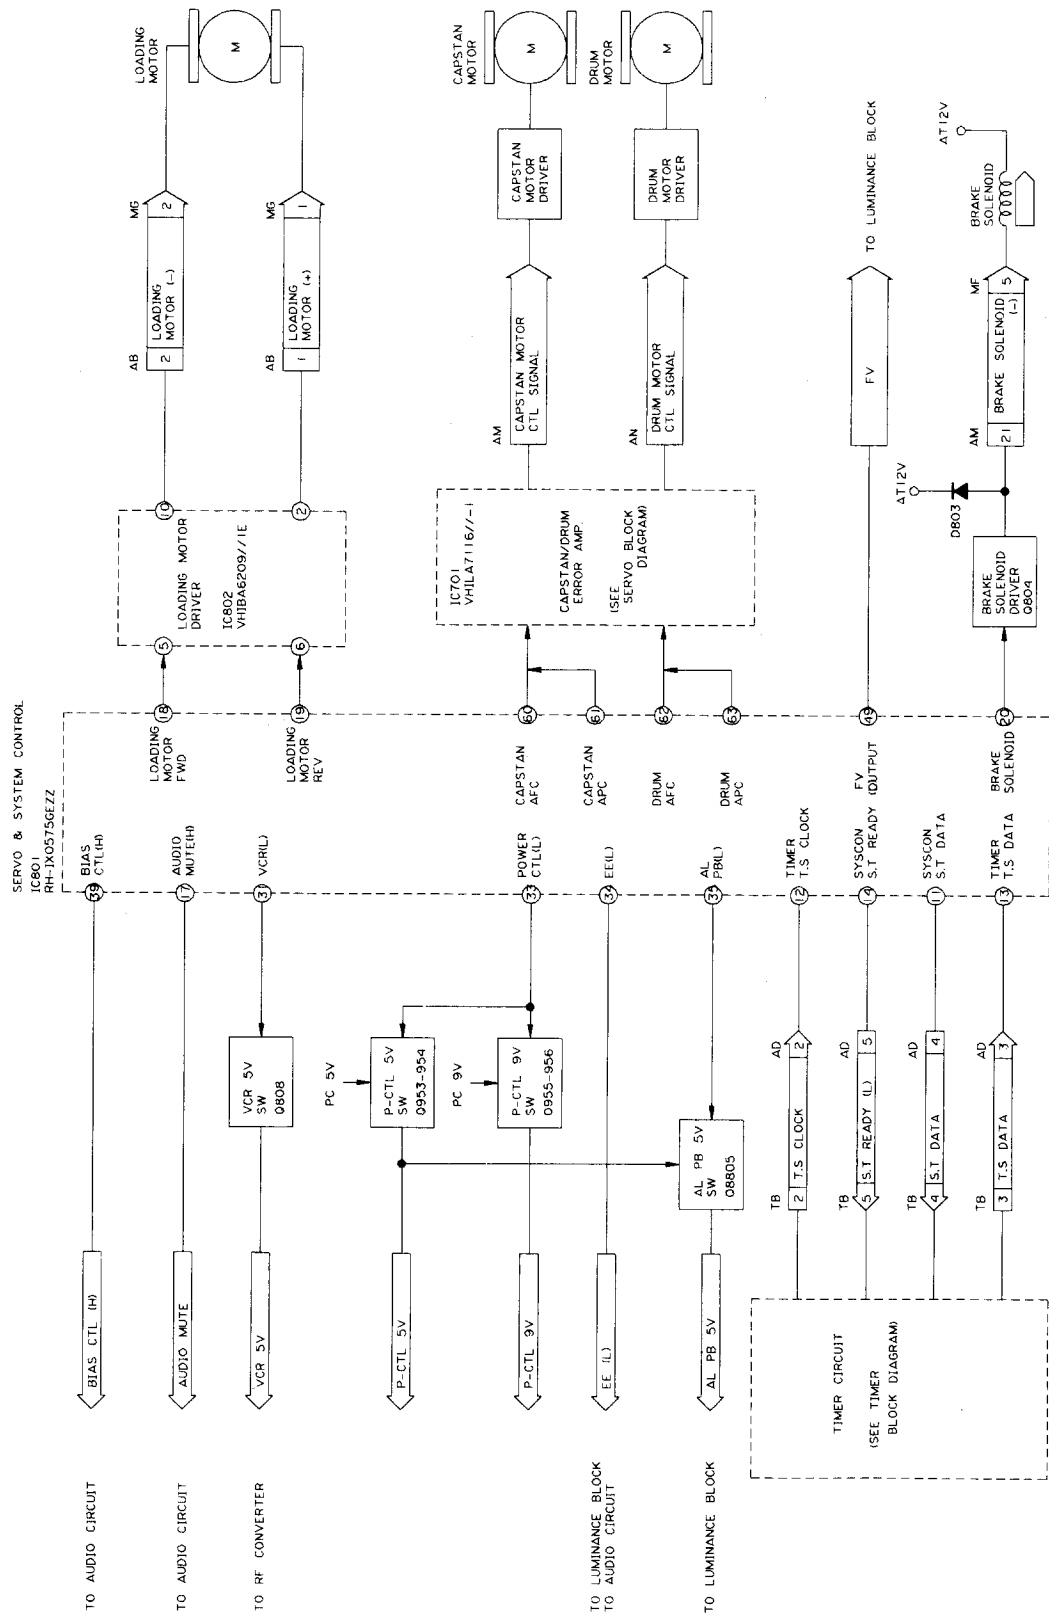 SERVO & SYSTEM CONTROL
IC801
RH-IX0575GEZZ
TO AUDIO CIRCUIT
BIAS CTL (H)
39
BIAS
CTL(H)
TO AUDIO CIRCUIT
AUDIO MUTE
17
AUDIO
MUTE(H)
TO RF CONVERTER
VCR 5V
VCR 5V
SW
Q808
31
VCR(L)
P-CTL 5V
PC 5V
P-CTL 5V
SW
Q953-954
P-CTL 9V
PC 9V
P-CTL 9V
SW
Q955-956
33
POWER
CTL(L)
TO LUMINANCE BLOCK
TO AUDIO CIRCUIT
EE (L)
34
EE(L)
TO LUMINANCE BLOCK
AL PB 5V
AL PB 5V
SW
Q8805
35
AL
PB(L)
TIMER CIRCUIT
(SEE TIMER
BLOCK DIAGRAM)
TB
2
T.S CLOCK
2
AD
12
TIMER
T.S CLOCK
TB
5
S.T READY (L)
5
AD
14
SYSCON
S.T READY
TB
4
S.T DATA
4
AD
11
SYSCON
S.T DATA
TB
3
T.S DATA
3
AD
13
TIMER
T.S DATA
LOADING
MOTOR
FWD
18
5
LOADING
MOTOR
REV
19
6
LOADING MOTOR
DRIVER
IC802
VHIBA6209//1E
10
2
AB
2
LOADING
MOTOR (-)
2
MG
AB
1
LOADING
MOTOR (+)
1
MG
LOADING
MOTOR
M
CAPSTAN
AFC
60
CAPSTAN
APC
61
DRUM
AFC
62
DRUM
APC
63
IC701
VHILA7116//-1
CAPSTAN/DRUM
ERROR AMP.
(SEE
SERVO BLOCK
DIAGRAM)
AM
CAPSTAN MOTOR
CTL SIGNAL
CAPSTAN
MOTOR
DRIVER
CAPSTAN
MOTOR
M
AN
DRUM MOTOR
CTL SIGNAL
DRUM
MOTOR
DRIVER
DRUM
MOTOR
M
FV
(OUTPUT
49
FV
TO LUMINANCE BLOCK
BRAKE
SOLENOID
20
BRAKE
SOLENOID
DRIVER
Q804
D803
AT12V
AM
21
BRAKE SOLENOID
(-)
5
MF
BRAKE
SOLENOID
AT12V